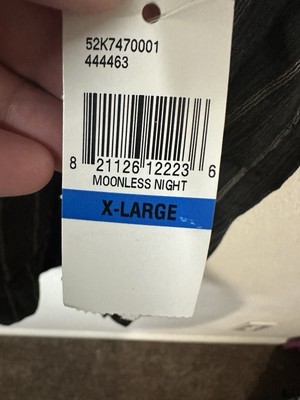 52K7470001
444463
8 21126 12223 6
MOONLESS NIGHT
X-LARGE